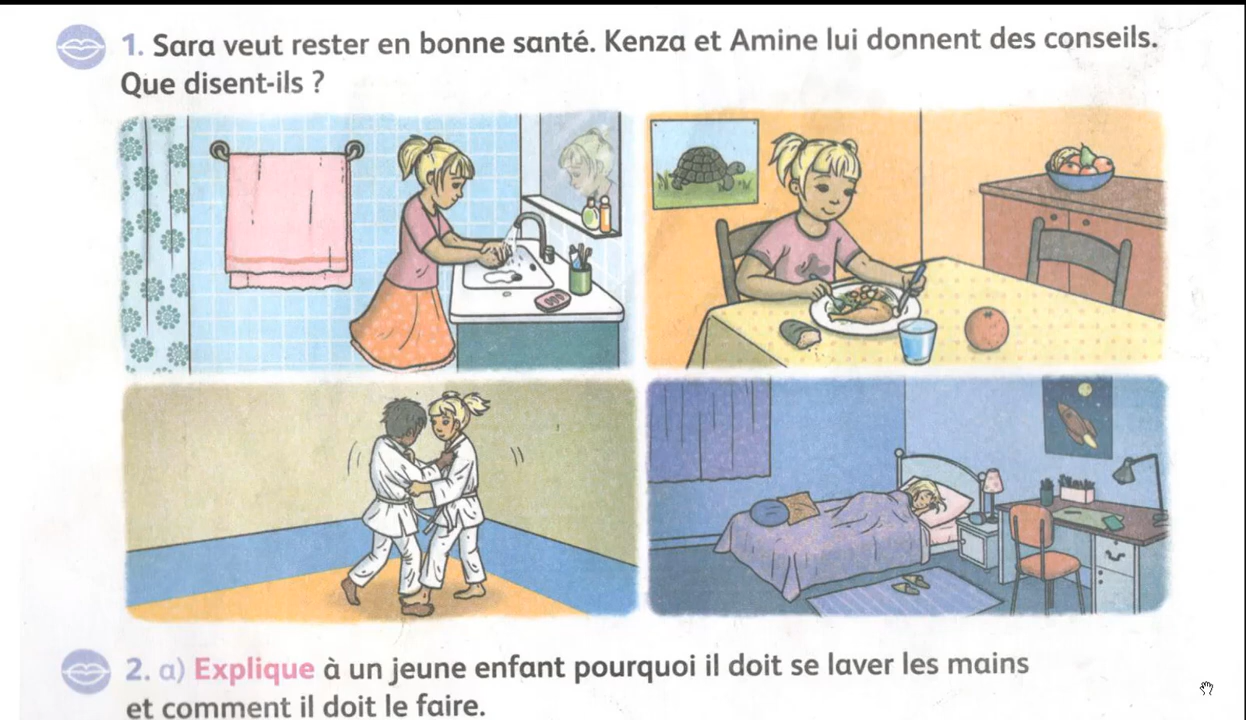 1. Sara veut rester en bonne santé. Kenza et Amine lui donnent des conseils.
Que disent-ils ?
2. a) Explique à un jeune enfant pourquoi il doit se laver les mains
et comment il doit le faire.